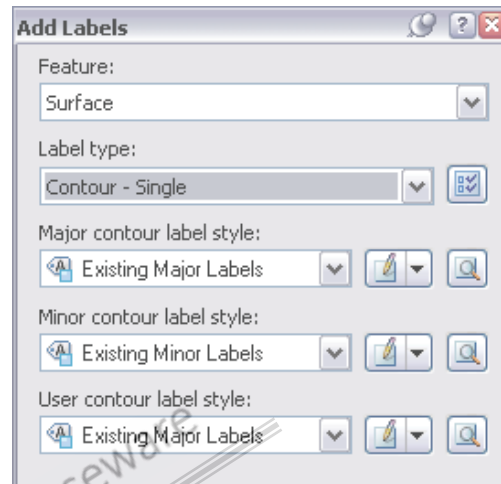 Add Labels
Feature:
Surface
Label type:
Contour - Single
Major contour label style:
Existing Major Labels
Minor contour label style:
Existing Minor Labels
User contour label style:
Existing Major Labels